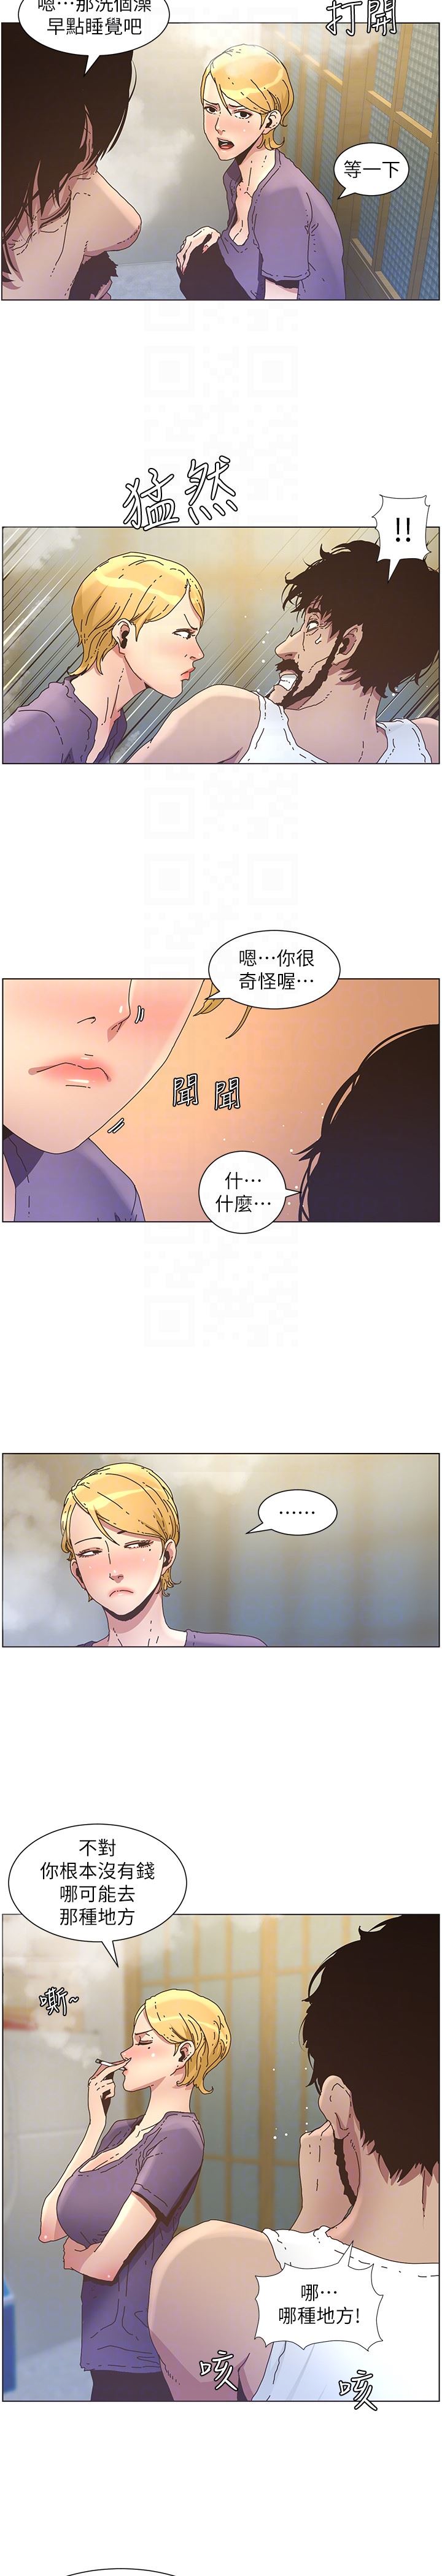 嗯⋯那洗個澡
早點睡覺吧
打開
等一下
猛然
!!
嗯⋯你很
奇怪喔⋯
聞 聞
什⋯
什麼⋯
⋯⋯
不對
你根本沒有錢
哪可能去
那種地方
嘶~
哪⋯
哪種地方!
咳
咳